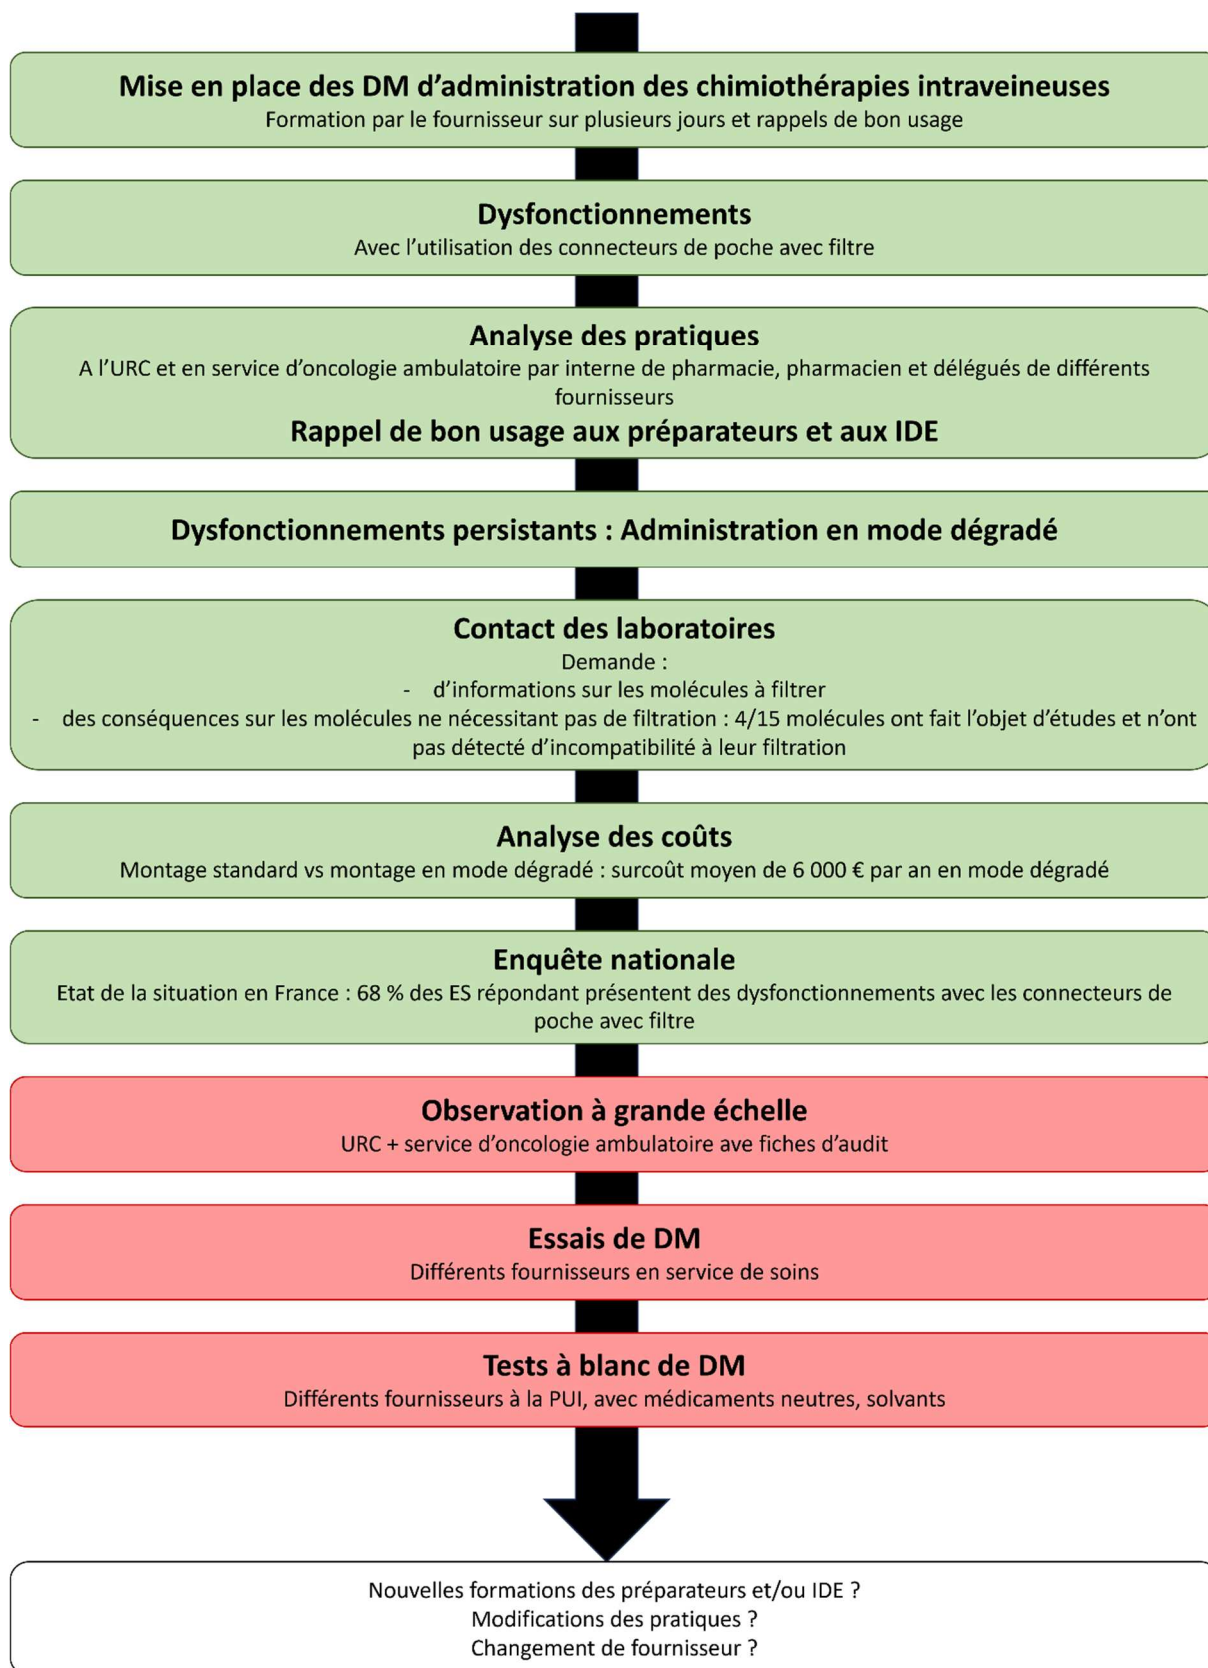 Mise en place des DM d'administration des chimiothérapies intraveineuses
Formation par le fournisseur sur plusieurs jours et rappels de bon usage
Dysfonctionnements
Avec l'utilisation des connecteurs de poche avec filtre
Analyse des pratiques
A l'URC et en service d'oncologie ambulatoire par interne de pharmacie, pharmacien et délégués de différents
fournisseurs
Rappel de bon usage aux préparateurs et aux IDE
Dysfonctionnements persistants : Administration en mode dégradé
Contact des laboratoires
Demande :
- d'informations sur les molécules à filtrer
- des conséquences sur les molécules ne nécessitant pas de filtration : 4/15 molécules ont fait l'objet d'études et n'ont
pas détecté d'incompatibilité à leur filtration
Analyse des coûts
Montage standard vs montage en mode dégradé : surcoût moyen de 6 000 € par an en mode dégradé
Enquête nationale
Etat de la situation en France : 68 % des ES répondant présentent des dysfonctionnements avec les connecteurs de
poche avec filtre
Observation à grande échelle
URC + service d'oncologie ambulatoire ave fiches d'audit
Essais de DM
Différents fournisseurs en service de soins
Tests à blanc de DM
Différents fournisseurs à la PUI, avec médicaments neutres, solvants
Nouvelles formations des préparateurs et/ou IDE ?
Modifications des pratiques ?
Changement de fournisseur ?